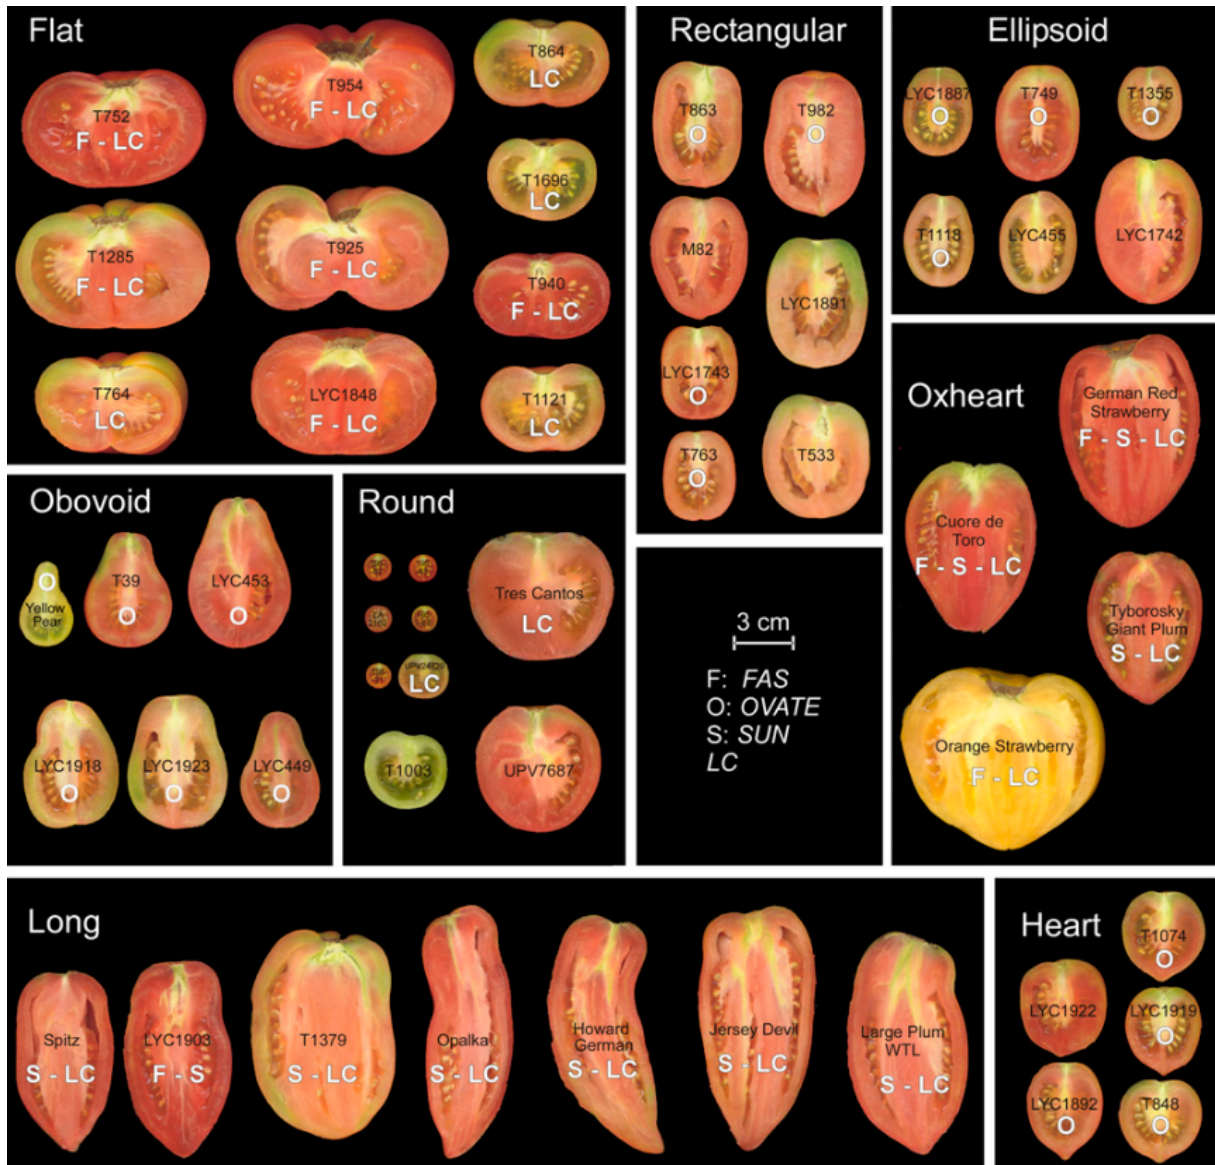 Flat
T752
F - LC
T954
F - LC
T864
LC
T1696
LC
T1285
F - LC
T925
F - LC
T940
F - LC
T764
LC
LYC1848
F - LC
T1121
LC
Rectangular
T863
O
T982
O
M82
LYC1891
LYC1743
O
T763
O
T533
Ellipsoid
LYC1887
O
T749
O
T1355
O
T1118
O
LYC455
LYC1742
Oxheart
German Red
Strawberry
F - S - LC
Cuore de
Toro
F - S - LC
Tyborosky
Giant Plum
S - LC
Orange Strawberry
F - LC
Obovoid
O
Yellow
Pear
T39
O
LYC453
O
LYC1918
O
LYC1923
O
LYC449
O
Round
Tres Cantos
LC
LC
T1003
UPV7687
3 cm
F: FAS
O: OVATE
S: SUN
LC
Long
Spitz
S - LC
LYC1903
F - S
T1379
S - LC
Opalka
S - LC
Howard
German
S - LC
Jersey Devil
S - LC
Large Plum
WTL
S - LC
Heart
T1074
O
LYC1922
LYC1919
O
LYC1892
O
T848
O